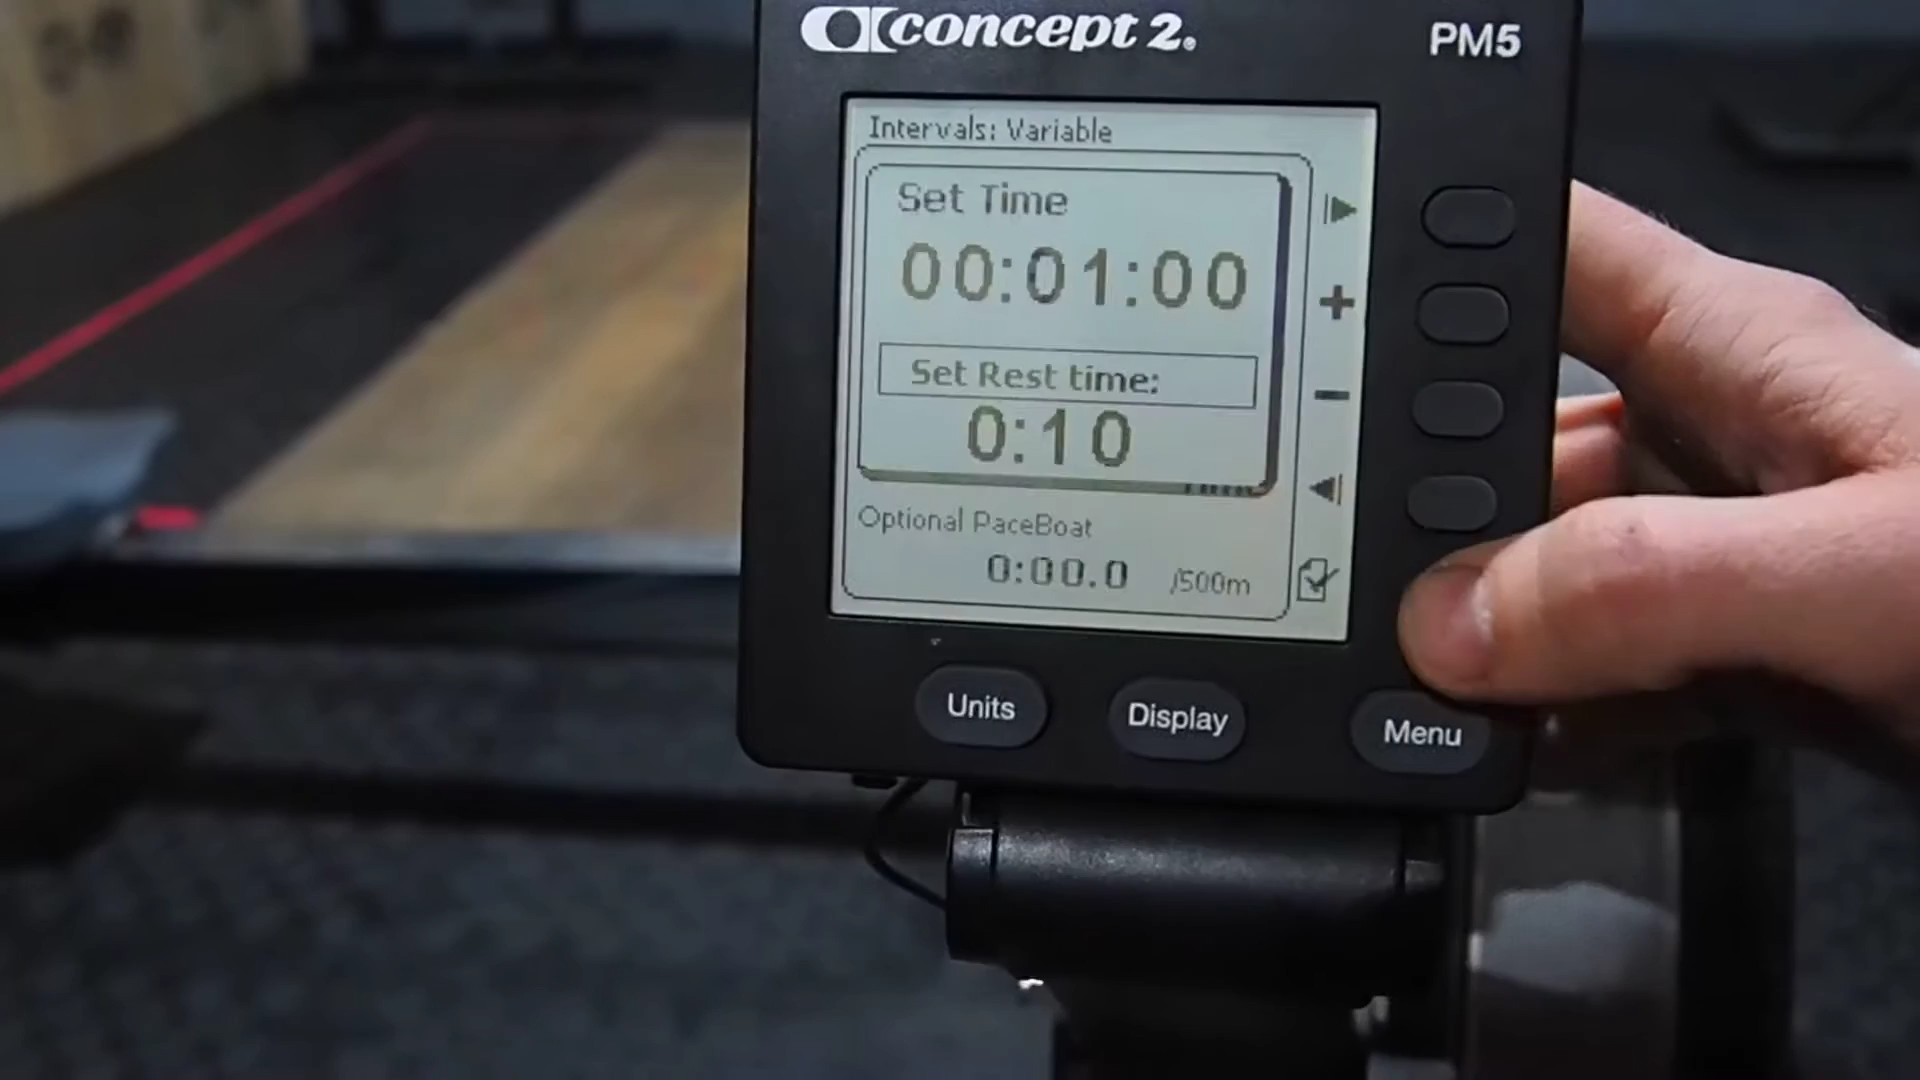 concept 2®
PM5
Intervals: Variable
Set Time
00:01:00
Set Rest time:
0:10
Optional PaceBoat
0:00.0 /500m
Units
Display
Menu